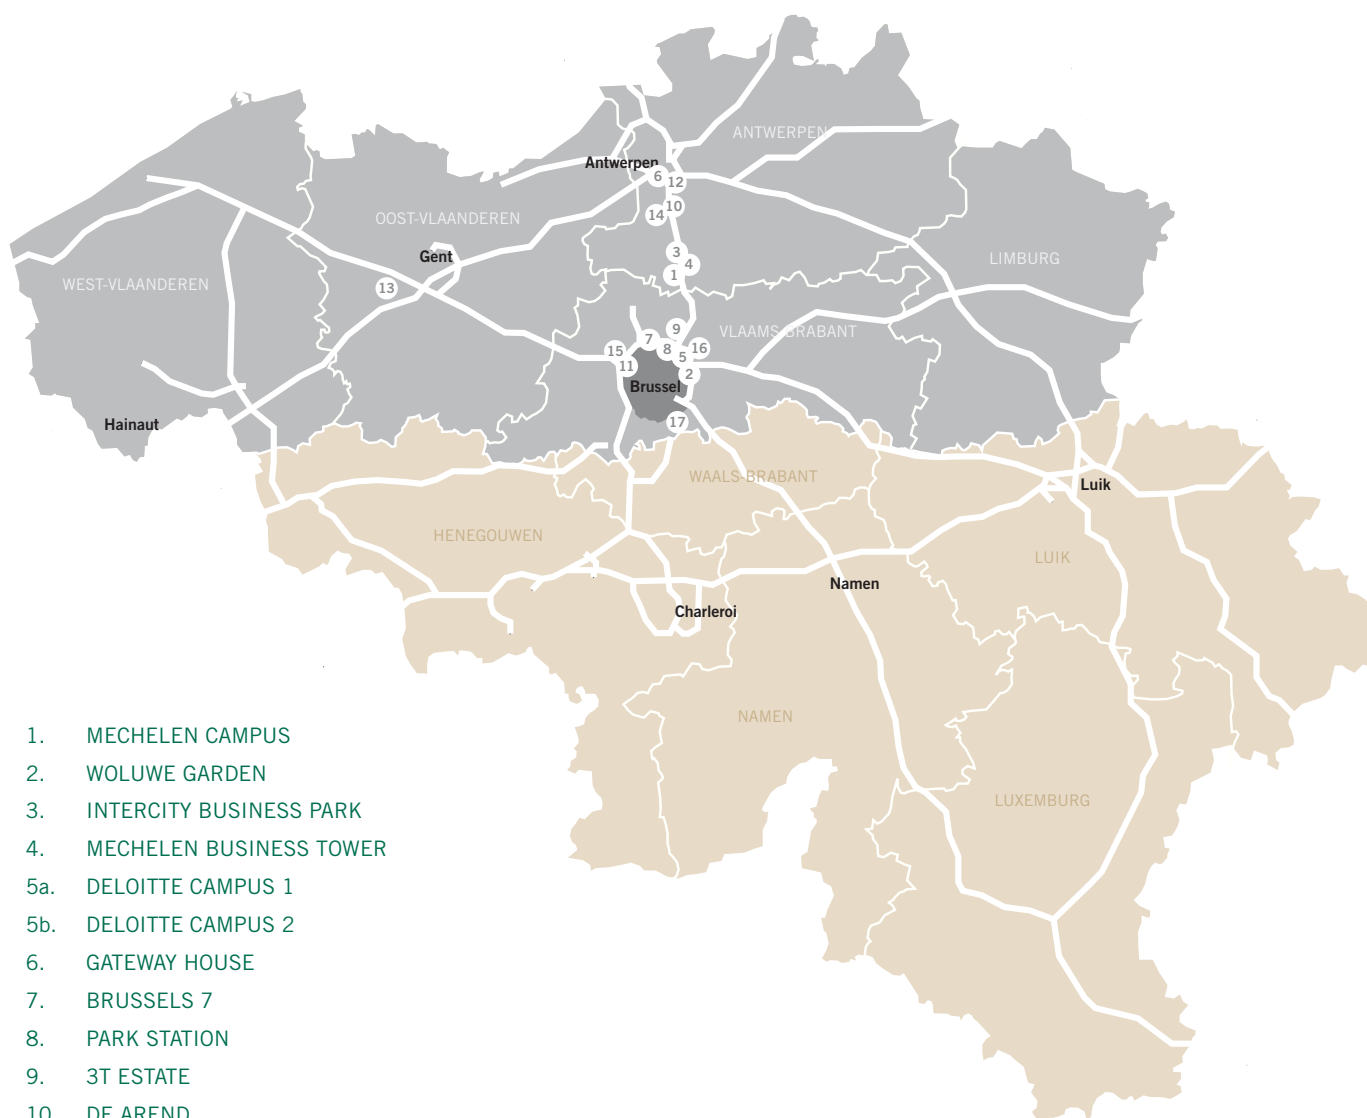 ANTWERPEN
Antwerpen
6
12
10
14
OOST-VLAANDEREN
Gent
3
4
1
LIMBURG
WEST-VLAANDEREN
13
9
VLAAMS-BRABANT
7
15
8
16
5
11
2
Brussel
17
Hainaut
WAALS-BRABANT
Luik
HENEGOUWEN
LUIK
Namen
Charleroi
NAMEN
LUXEMBURG
1. MECHELEN CAMPUS
2. WOLUWE GARDEN
3. INTERCITY BUSINESS PARK
4. MECHELEN BUSINESS TOWER
5a. DELOITTE CAMPUS 1
5b. DELOITTE CAMPUS 2
6. GATEWAY HOUSE
7. BRUSSELS 7
8. PARK STATION
9. 3T ESTATE
10. DE AREND